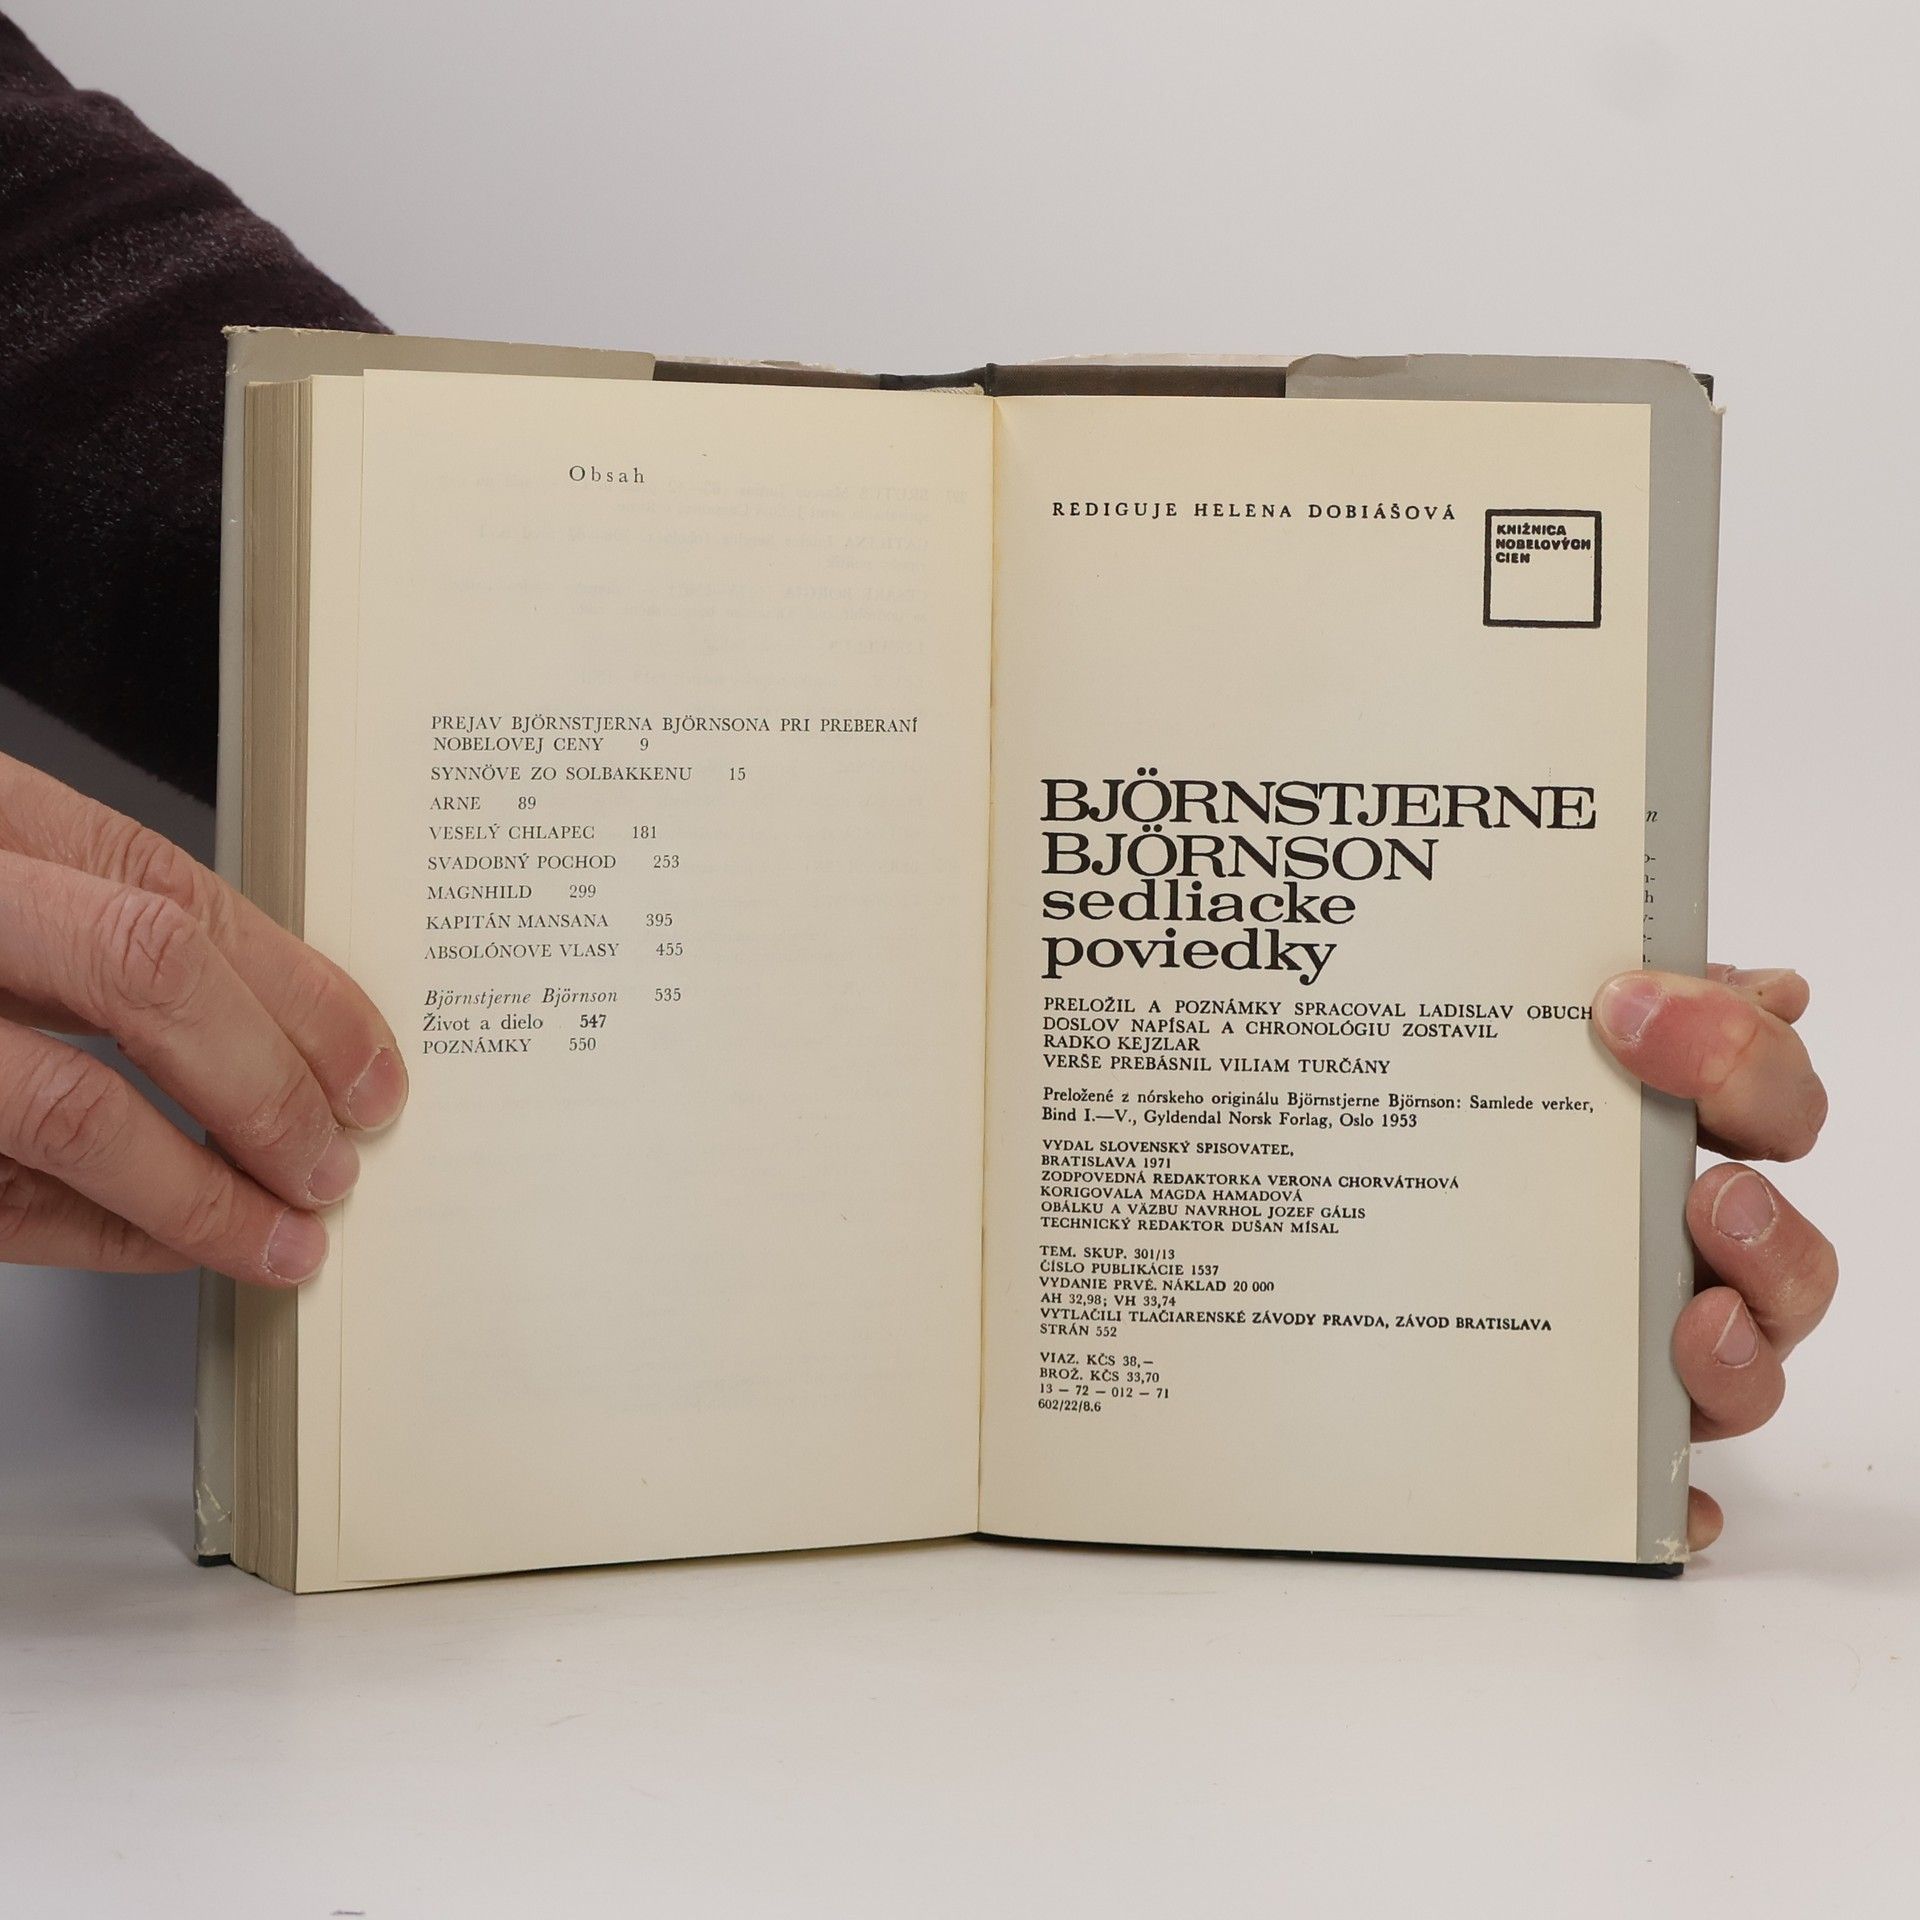 Obsah
PREJAV BJÖRNSTJERNA BJÖRNSONA PRI PREBERANÍ
NOBELOVEJ CENY 9
SYNNÖVE ZO SOLBAKKENU 15
ARNE 89
VESELÝ CHLAPEC 181
SVADOBNÝ POCHOD 253
MAGNHILD 299
KAPITÁN MANSANA 395
ABSOLÓNOVE VLASY 455
Björnstjerne Björnson 535
Život a dielo 547
POZNÁMKY 550
REDIGUJE HELENA DOBIÁŠOVÁ
KNIŽNICA
NOBELOVÝCH
CIEN
BJÖRNSTJERNE
BJÖRNSON
sedliacke
poviedky
PRELOŽIL A POZNÁMKY SPRACOVAL LADISLAV OBUCH
DOSLOV NAPÍSAL A CHRONOLÓGIU ZOSTAVIL
RADKO KEJZLAR
VERŠE PREBÁSNIL VILIAM TURČÁNY
Preložené z nórskeho originálu Björnstjerne Björnson: Samlede verker,
Bind I.—V., Gyldendal Norsk Forlag, Oslo 1953
VYDAL SLOVENSKÝ SPISOVATEĽ,
BRATISLAVA 1971
ZODPOVEDNÁ REDAKTORKA VERONA CHORVÁTHOVÁ
KORIGOVALA MAGDA HAMADOVÁ
OBÁLKU A VÄZBU NAVRHOL JOZEF GÁLIS
TECHNICKÝ REDAKTOR DUŠAN MÍSAL
TEM. SKUP. 301/13
ČÍSLO PUBLIKÁCIE 1537
VYDANIE PRVÉ. NÁKLAD 20 000
AH 32,98; VH 33,74
VYTLAČILI TLAČIARENSKÉ ZÁVODY PRAVDA, ZÁVOD BRATISLAVA
STRÁN 552
VIAZ. KČS 38,—
BROŽ. KČS 33,70
13 — 72 — 012 — 71
602/22/8.6